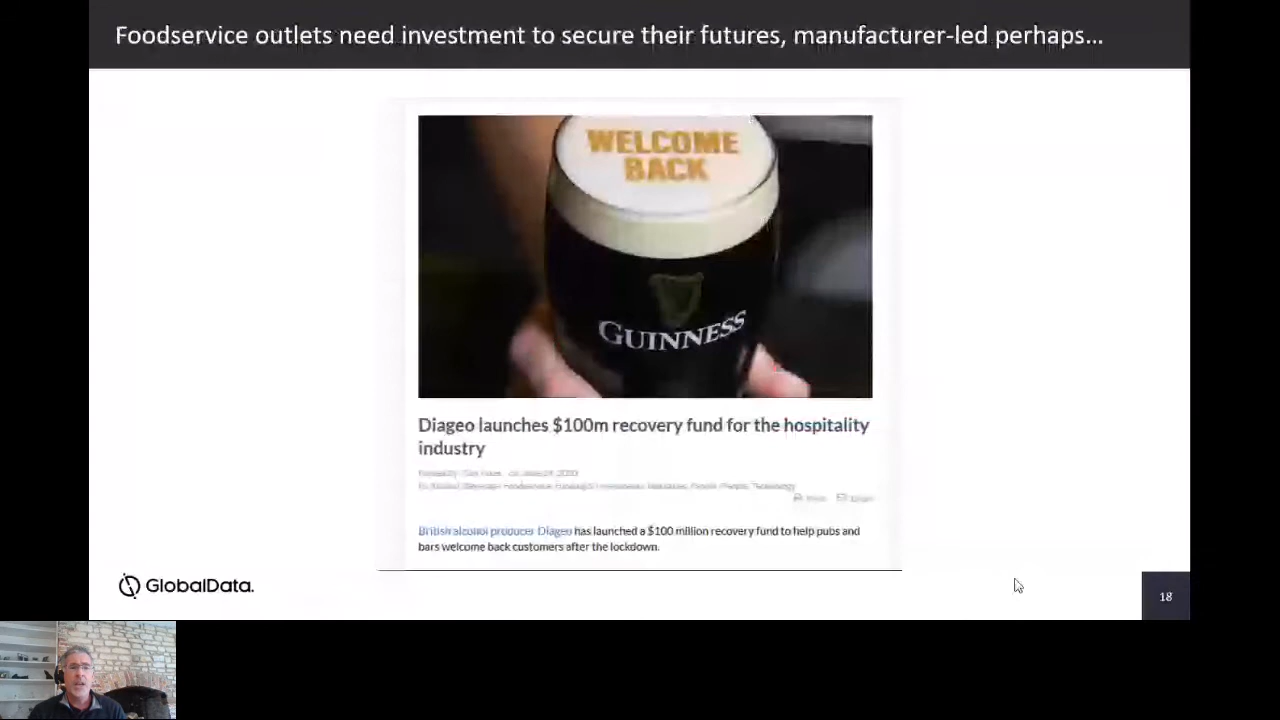 Foodservice outlets need investment to secure their futures, manufacturer-led perhaps...
WELCOME
BACK
GUINNESS
Diageo launches $100m recovery fund for the hospitality
industry
British alcohol producer Diageo has launched a $100 million recovery fund to help pubs and
bars welcome back customers after the lockdown.
GlobalData.
18